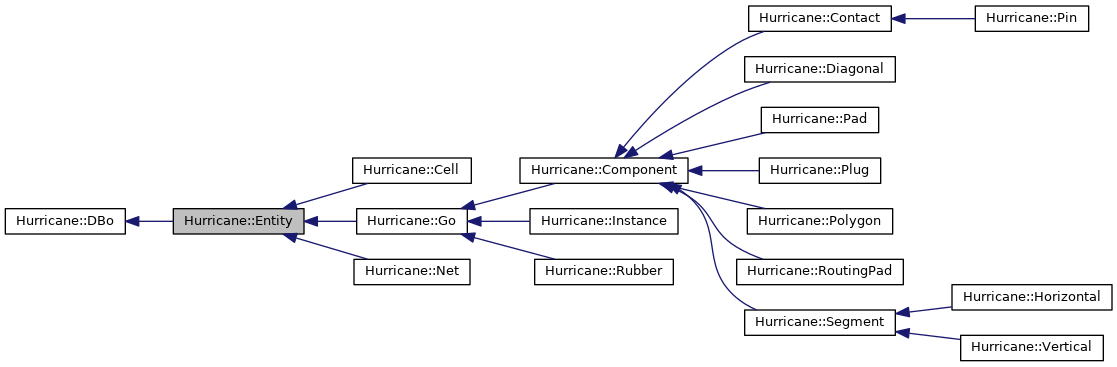 Hurricane::DBo
Hurricane::Entity
Hurricane::Cell
Hurricane::Go
Hurricane::Net
Hurricane::Component
Hurricane::Instance
Hurricane::Rubber
Hurricane::Contact
Hurricane::Diagonal
Hurricane::Pad
Hurricane::Plug
Hurricane::Polygon
Hurricane::RoutingPad
Hurricane::Segment
Hurricane::Pin
Hurricane::Horizontal
Hurricane::Vertical